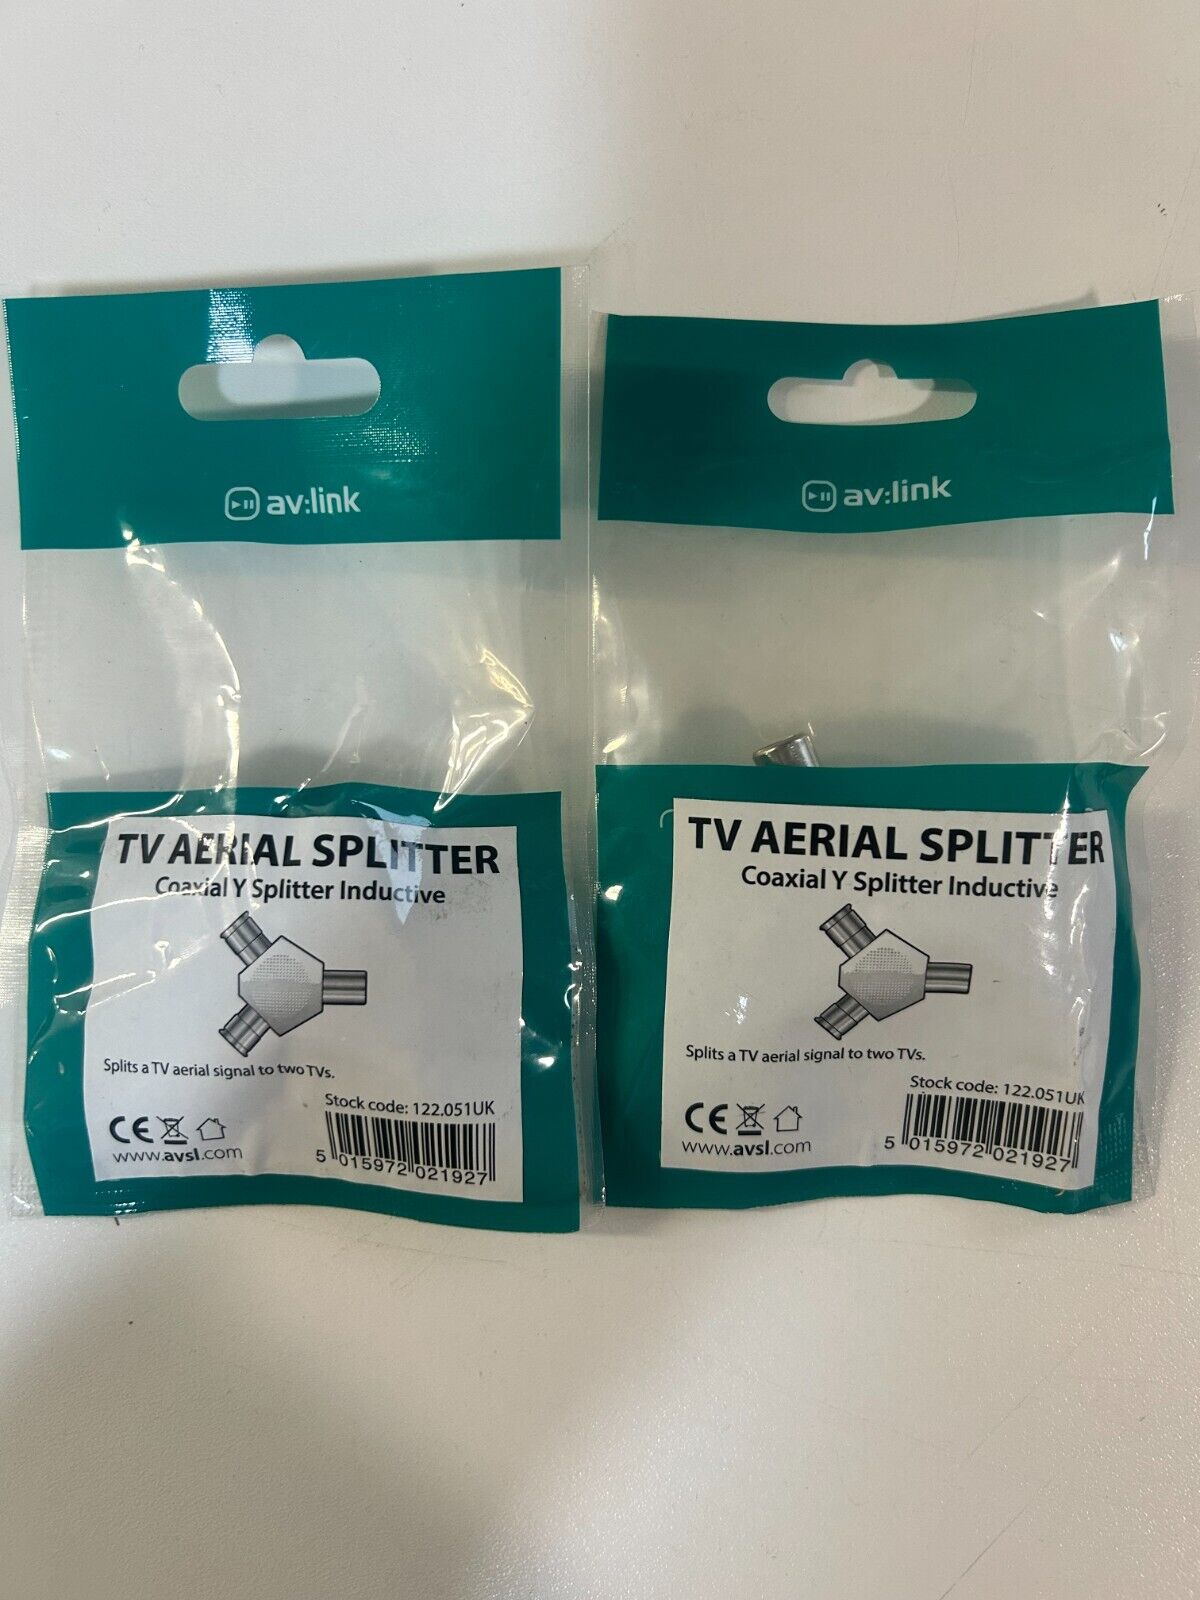 av:link
TV AERIAL SPLITTER
Coaxial Y Splitter Inductive
Splits a TV aerial signal to two TVs.
Stock code: 122.051UK
CE
www.avsl.com
5 015972 021927
av:link
TV AERIAL SPLITTER
Coaxial Y Splitter Inductive
Splits a TV aerial signal to two TVs.
Stock code: 122.051UK
CE
www.avsl.com
5 015972 021927